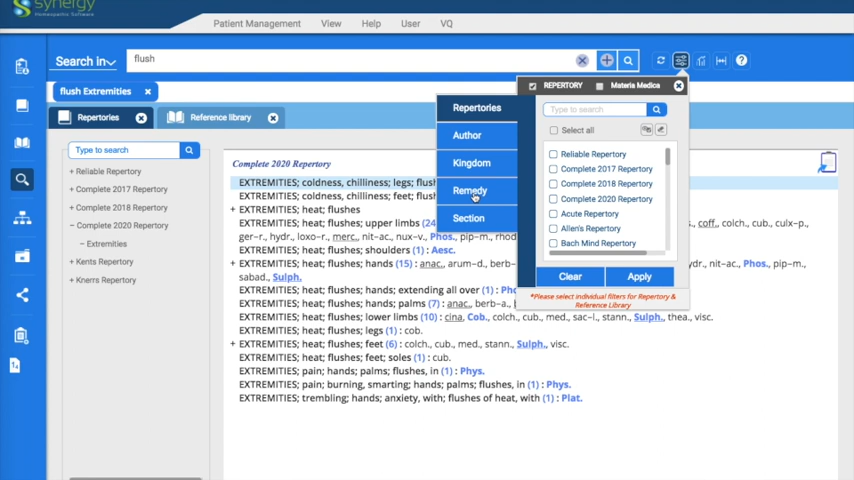 synergy
Homeopathic Software
Patient Management View Help User VQ
Search in
flush
flush Extremities ×
REPERTORY Materia Medica
Repertories
Reference library
Type to search
+ Reliable Repertory
+ Complete 2017 Repertory
+ Complete 2018 Repertory
− Complete 2020 Repertory
− Extremities
+ Kents Repertory
+ Knerrs Repertory
Repertories
Author
Kingdom
Remedy
Section
Type to search
Select all
Reliable Repertory
Complete 2017 Repertory
Complete 2018 Repertory
Complete 2020 Repertory
Acute Repertory
Allen's Repertory
Bach Mind Repertory
Clear Apply
*Please select individual filters for Repertory &
Reference Library
Complete 2020 Repertory
EXTREMITIES; coldness, chilliness; legs; flush
EXTREMITIES; coldness, chilliness; feet; flus
+ EXTREMITIES; heat; flushes
EXTREMITIES; heat; flushes; upper limbs (24 s., coff., colch., cub., culx-p.,
ger-r., hydr., loxo-r., merc., nit-ac., nux-v., Phos., pip-m., rhod
EXTREMITIES; heat; flushes; shoulders (1) : Aesc.
+ EXTREMITIES; heat; flushes; hands (15) : anac., arum-d., berb- hydr., nit-ac., Phos., pip-m.,
sabad., Sulph.
EXTREMITIES; heat; flushes; hands; extending all over (1) : Pho
EXTREMITIES; heat; flushes; hands; palms (7) : anac., berb-a.,
EXTREMITIES; heat; flushes; lower limbs (10) : cina, Cob., colch., cub., med., sac-l., stann., Sulph., thea., visc.
EXTREMITIES; heat; flushes; legs (1) : cob.
+ EXTREMITIES; heat; flushes; feet (6) : colch., cub., med., stann., Sulph., visc.
EXTREMITIES; heat; flushes; feet; soles (1) : cub.
EXTREMITIES; pain; hands; palms; flushes, in (1) : Phys.
EXTREMITIES; pain; burning, smarting; hands; palms; flushes, in (1) : Phys.
EXTREMITIES; trembling; hands; anxiety, with; flushes of heat, with (1) : Plat.